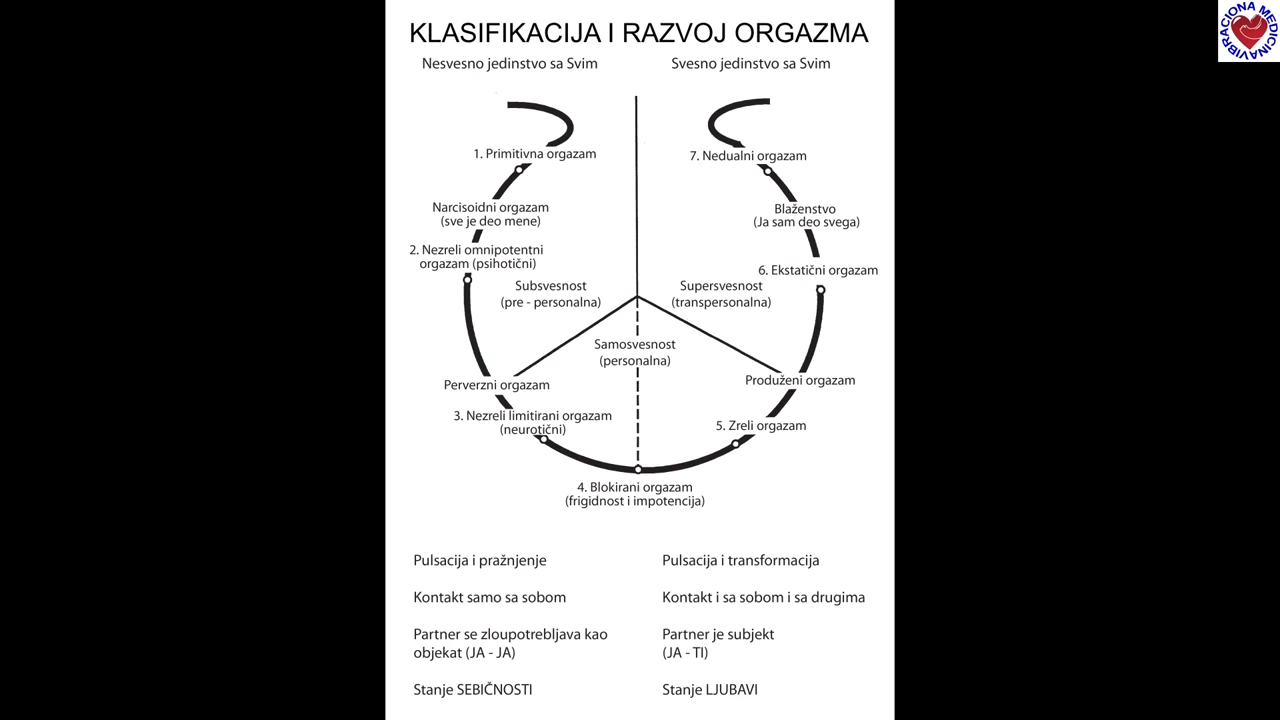 KLASIFIKACIJA I RAZVOJ ORGAZMA
Nesvesno jedinstvo sa Svim
Svesno jedinstvo sa Svim
1. Primitivna orgazam
7. Nedualni orgazam
Narcisoidni orgazam
(sve je deo mene)
Blaženstvo
(Ja sam deo svega)
2. Nezreli omnipotentni
orgazam (psihotični)
6. Ekstatični orgazam
Subsvesnost
(pre - personalna)
Supersvesnost
(transpersonalna)
Samosvesnost
(personalna)
Perverzni orgazam
Produženi orgazam
3. Nezreli limitirani orgazam
(neurotični)
5. Zreli orgazam
4. Blokirani orgazam
(frigidnost i impotencija)
Pulsacija i pražnjenje
Pulsacija i transformacija
Kontakt samo sa sobom
Kontakt i sa sobom i sa drugima
Partner se zloupotrebljava kao
objekat (JA - JA)
Partner je subjekt
(JA - TI)
Stanje SEBIČNOSTI
Stanje LJUBAVI
VIBRACIONA MEDICINA